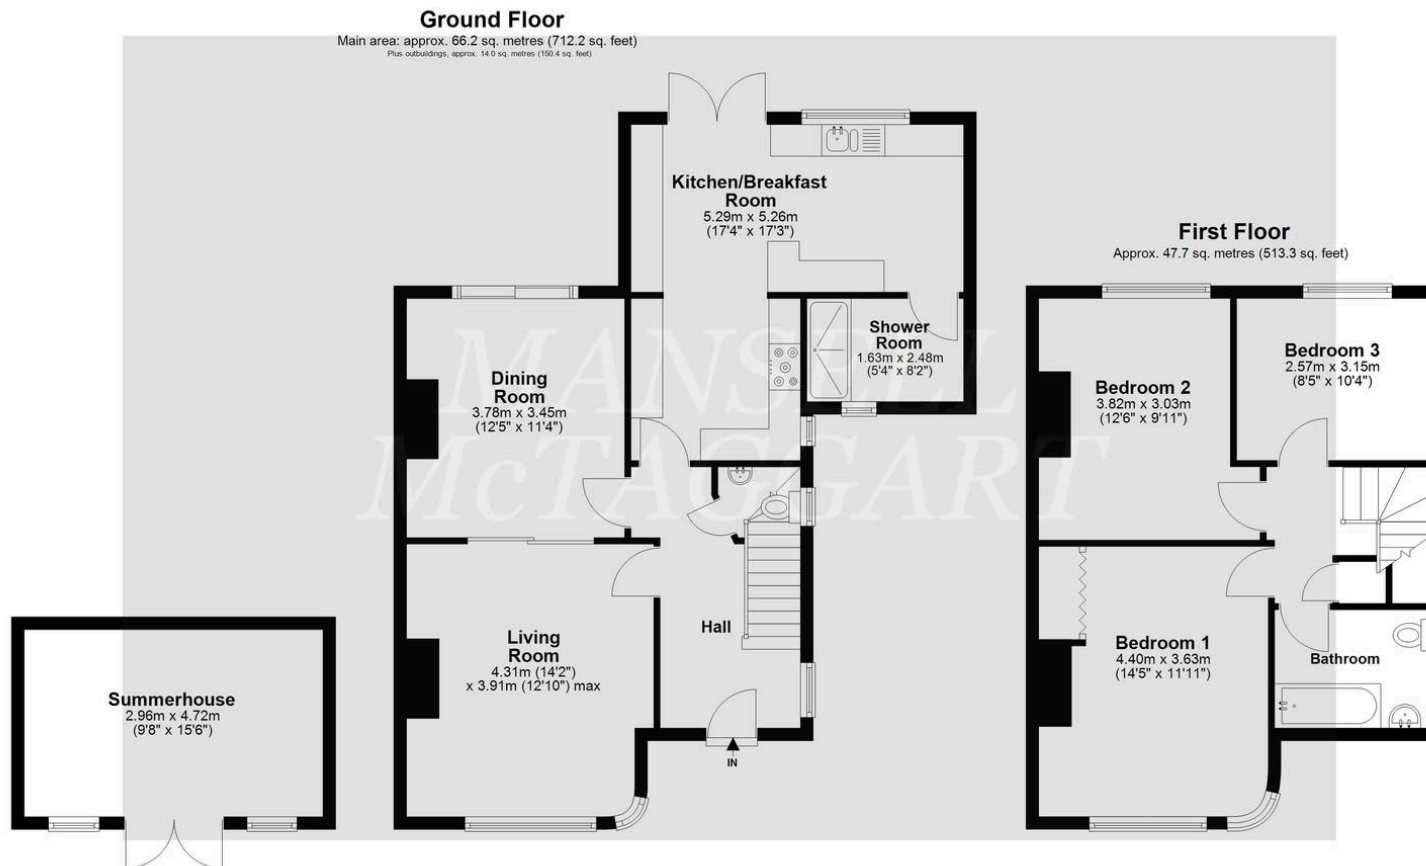 Ground Floor
Main area: approx. 66.2 sq. metres (712.2 sq. feet)
Plus outbuildings, approx. 14.0 sq. metres (150.4 sq. feet)
Kitchen/Breakfast
Room
5.29m x 5.26m
(17'4" x 17'3")
First Floor
Approx. 47.7 sq. metres (513.3 sq. feet)
Shower
Room
1.63m x 2.48m
(5'4" x 8'2")
Dining
Room
3.78m x 3.45m
(12'5" x 11'4")
Bedroom 3
2.57m x 3.15m
(8'5" x 10'4")
Bedroom 2
3.82m x 3.03m
(12'6" x 9'11")
MANSELL
McTAGGART
Hall
Living
Room
4.31m (14'2")
x 3.91m (12'10") max
Bedroom 1
4.40m x 3.63m
(14'5" x 11'11")
Bathroom
Summerhouse
2.96m x 4.72m
(9'8" x 15'6")
IN